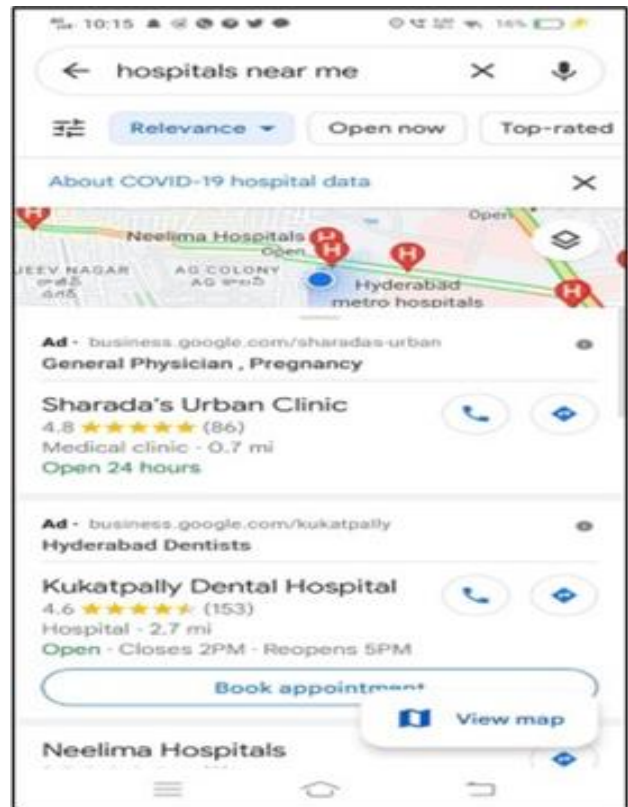 10:15
16%
hospitals near me
Relevance
Open now
Top-rated
About COVID-19 hospital data
Open
Neelima Hospitals
Open
JEEV NAGAR
AG COLONY
Hyderabad
metro hospitals
Ad · business.google.com/sharadas-urban
General Physician , Pregnancy
Sharada's Urban Clinic
4.8 (86)
Medical clinic · 0.7 mi
Open 24 hours
Ad · business.google.com/kukatpally
Hyderabad Dentists
Kukatpally Dental Hospital
4.6 (153)
Hospital · 2.7 mi
Open · Closes 2PM · Reopens 5PM
Book appointment
View map
Neelima Hospitals